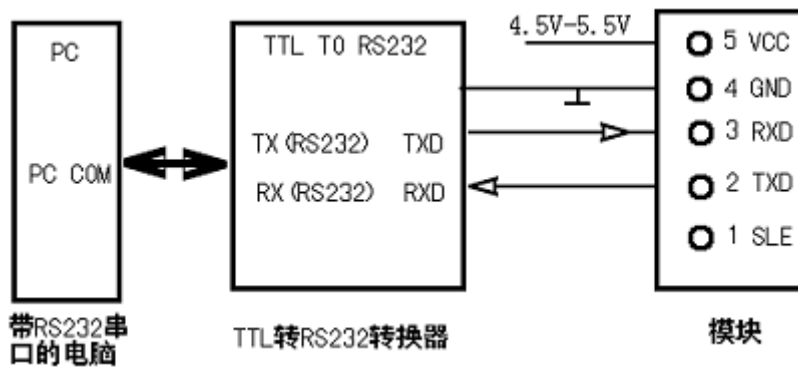 PC
PC COM
带RS232串
口的电脑
TTL TO RS232
TX (RS232) TXD
RX (RS232) RXD
TTL转RS232转换器
4.5V-5.5V
5 VCC
4 GND
3 RXD
2 TXD
1 SLE
模块